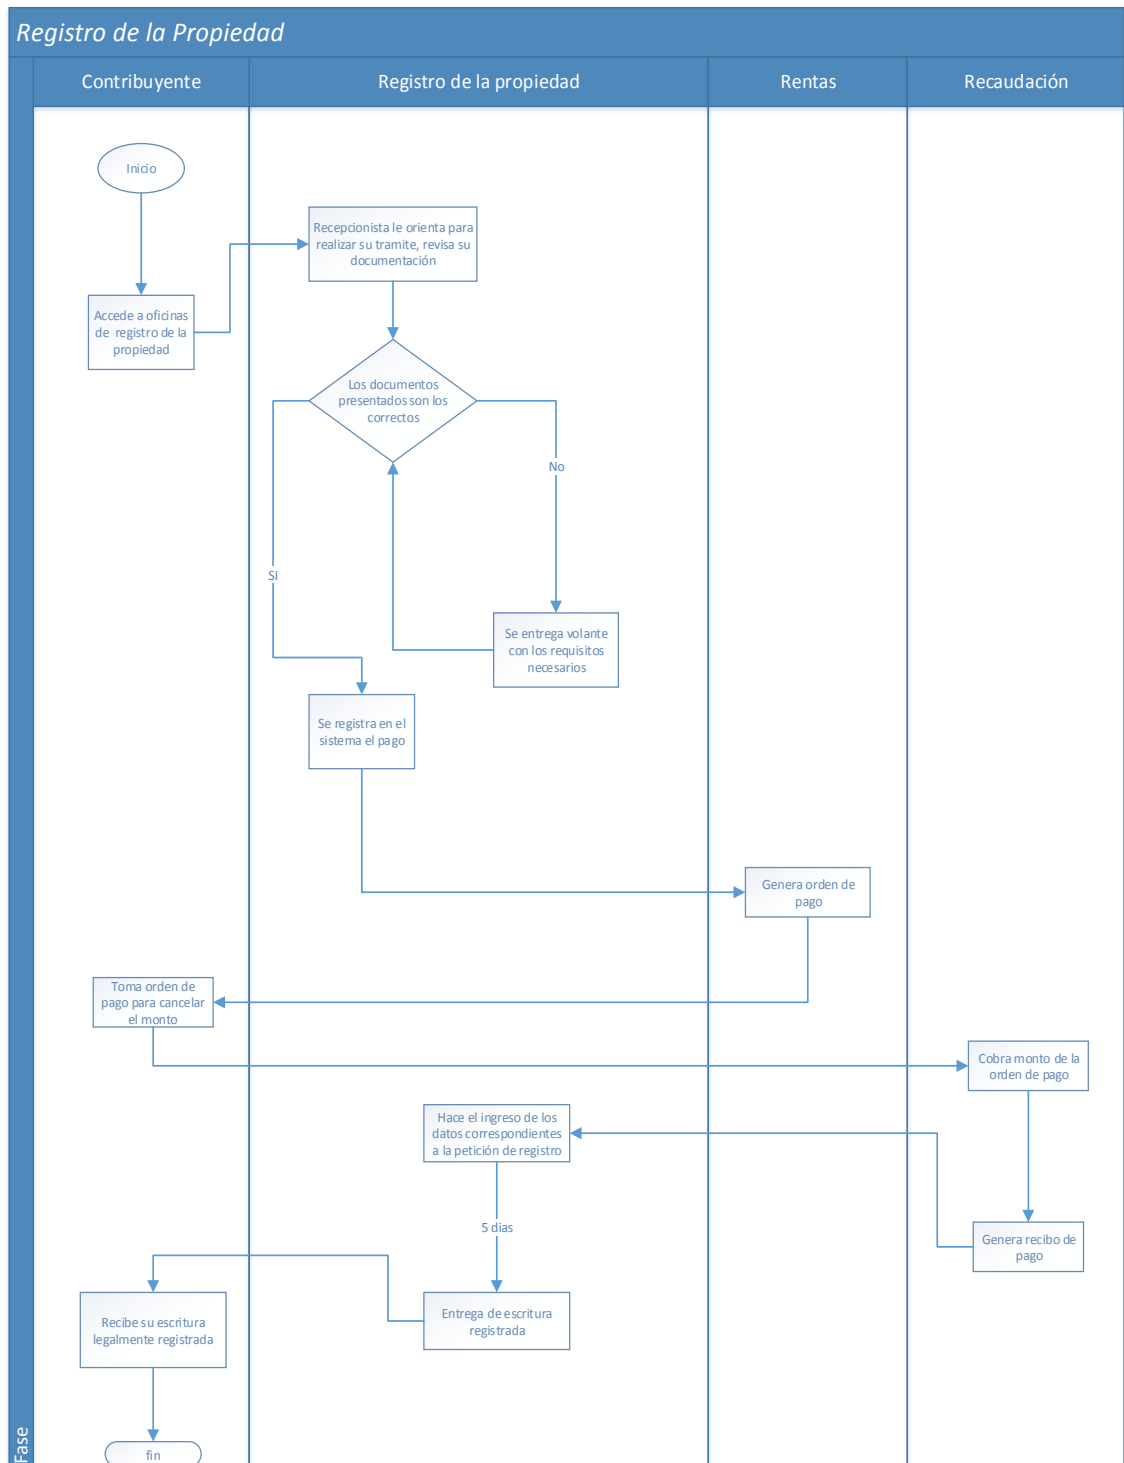 Registro de la Propiedad
Contribuyente
Registro de la propiedad
Rentas
Recaudación
Inicio
Recepcionista le orienta para
realizar su tramite, revisa su
documentación
Accede a oficinas
de registro de la
propiedad
Los documentos
presentados son los
correctos
No
SI
Se entrega volante
con los requisitos
necesarios
Se registra en el
sistema el pago
Genera orden de
pago
Toma orden de
pago para cancelar
el monto
Cobra monto de la
orden de pago
Hace el ingreso de los
datos correspondientes
a la petición de registro
5 dias
Genera recibo de
pago
Entrega de escritura
registrada
Recibe su escritura
legalmente registrada
fin
Fase